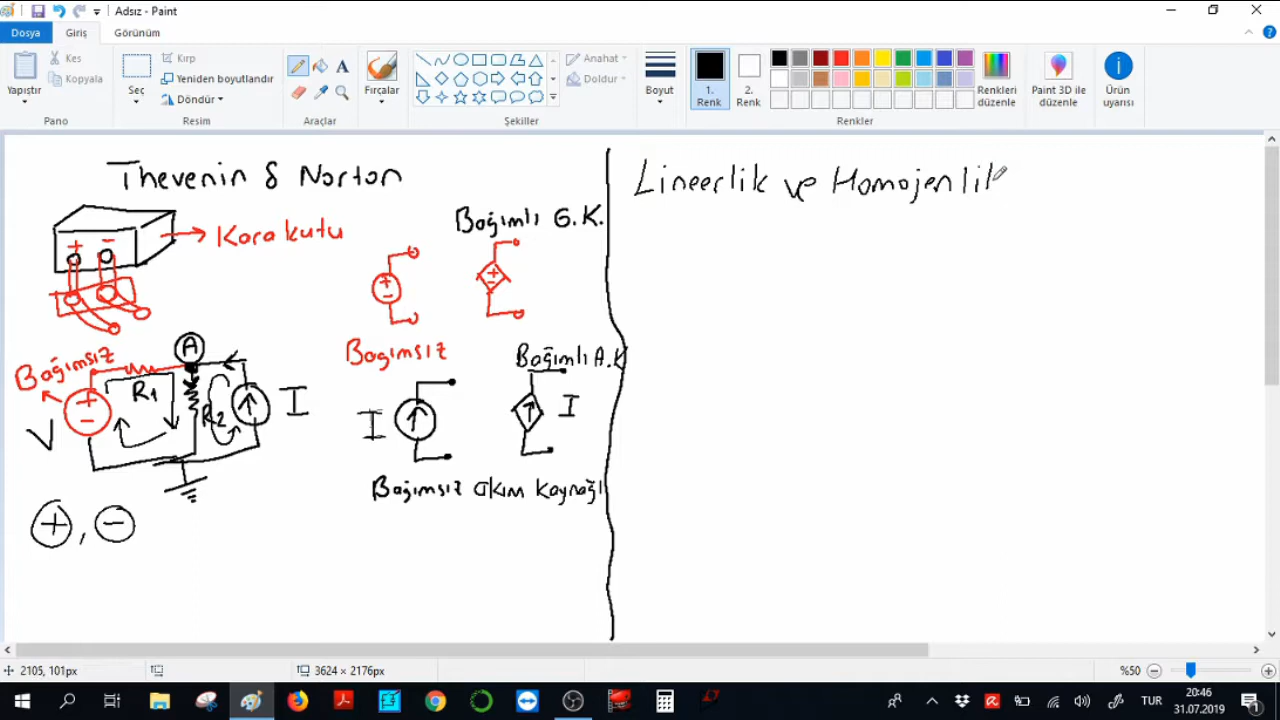 Adsız - Paint
Dosya
Giriş
Görünüm
Yapıştır
Kes
Kopyala
Pano
Seç
Kırp
Yeniden boyutlandır
Döndür
Resim
A
Araçlar
Fırçalar
Anahat
Doldur
Şekiller
Boyut
1.
Renk
2.
Renk
Renkleri
düzenle
Renkler
Paint 3D ile
düzenle
Ürün
uyarısı
Thevenin & Norton
+ -
Kara kutu
Bağımlı G.K.
+
-
+
-
Bagımsız
Bağımlı A.K
I
I
Bağımsız akım kaynağı
Bağımsız
A
+
-
V
R1
R2
I
+, -
Lineerlik ve Homojenlik
2105, 101px
3624 × 2176px
%50
TUR
20:46
31.07.2019
1